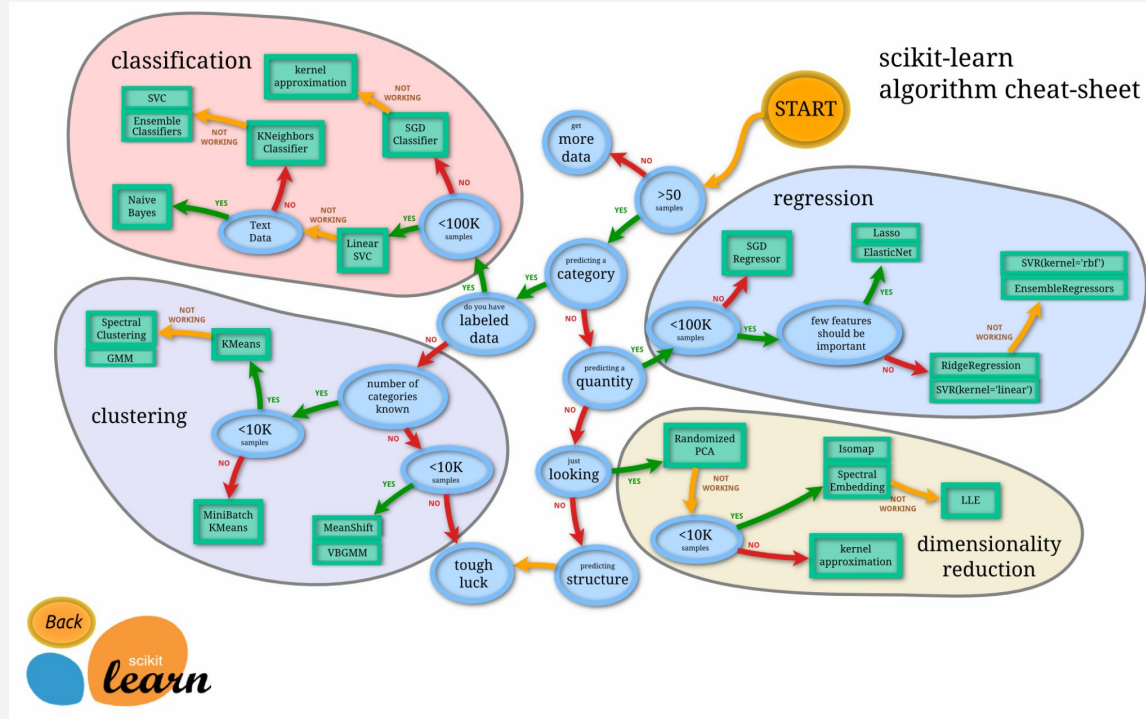 scikit-learn
algorithm cheat-sheet
START
classification
kernel
approximation
NOT
WORKING
SVC
Ensemble
Classifiers
NOT
WORKING
KNeighbors
Classifier
SGD
Classifier
NO
Naive
Bayes
YES
NO
Text
Data
NOT
WORKING
Linear
SVC
YES
<100K
samples
get
more
data
NO
>50
samples
YES
predicting a
category
YES
YES
do you have
labeled
data
NO
NO
predicting a
quantity
YES
NO
just
looking
YES
NO
predicting
structure
tough
luck
regression
SGD
Regressor
NO
<100K
samples
YES
Lasso
ElasticNet
YES
few features
should be
important
NO
SVR(kernel='rbf')
EnsembleRegressors
NOT
WORKING
RidgeRegression
SVR(kernel='linear')
clustering
Spectral
Clustering
GMM
NOT
WORKING
KMeans
YES
<10K
samples
NO
MiniBatch
KMeans
YES
number of
categories
known
NO
<10K
samples
YES
NO
MeanShift
VBGMM
Randomized
PCA
NOT
WORKING
<10K
samples
YES
NO
Isomap
Spectral
Embedding
NOT
WORKING
LLE
kernel
approximation
dimensionality
reduction
Back
scikit
learn